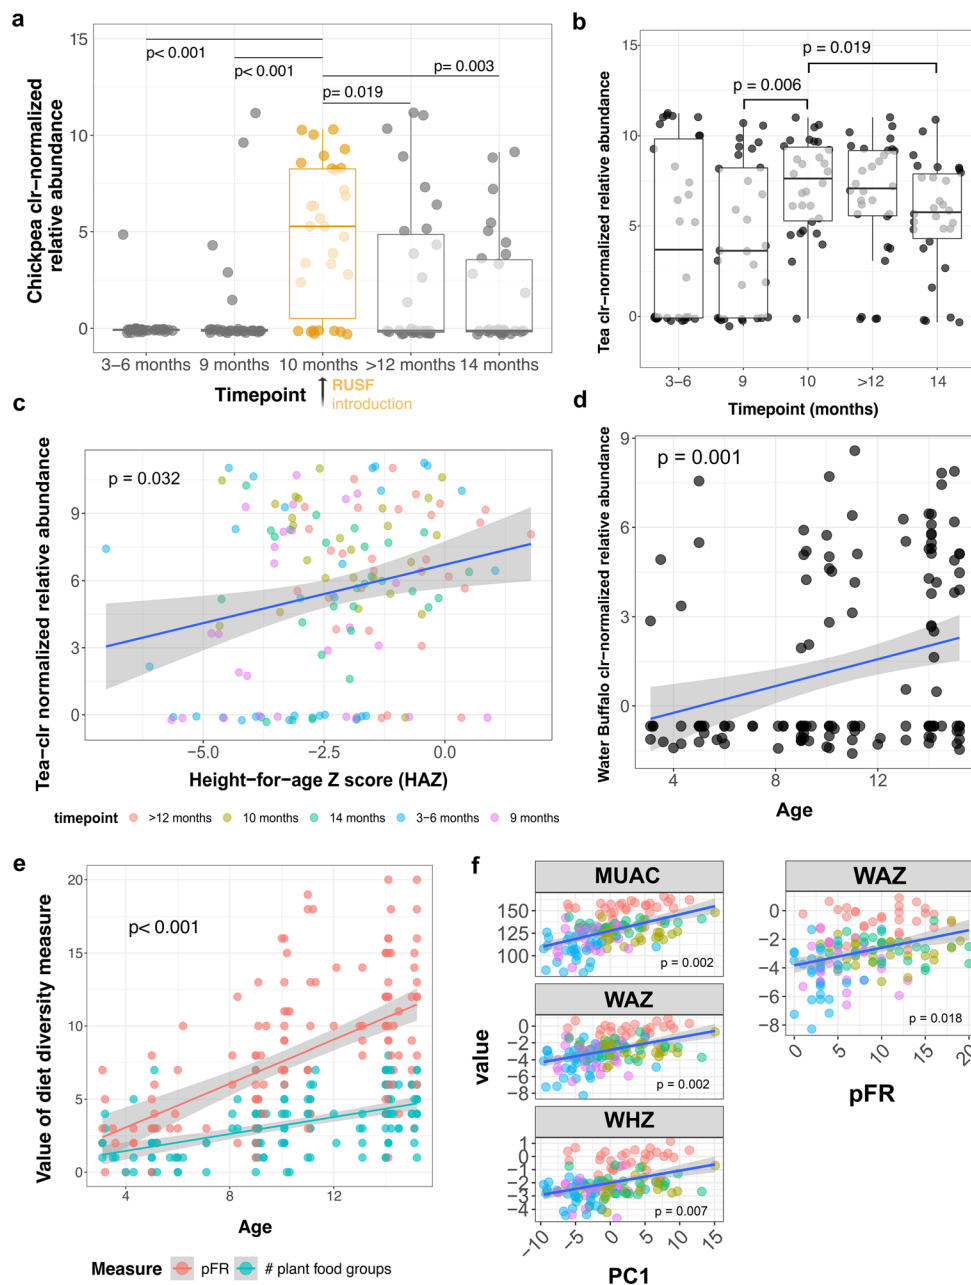 a
Chickpea clr−normalized
relative abundance
15
10
5
0
p< 0.001
p< 0.001
p= 0.003
p= 0.019
3−6 months
9 months
10 months
>12 months
14 months
Timepoint
RUSF
introduction
b
Tea clr−normalized relative abundance
15
10
5
0
p = 0.019
p = 0.006
3−6
9
10
>12
14
Timepoint (months)
c
Tea−clr normalized relative abundance
p = 0.032
9
6
3
0
−5.0
−2.5
0.0
Height−for−age Z score (HAZ)
timepoint
>12 months
10 months
14 months
3−6 months
9 months
d
Water Buffalo clr−normalized relative abundance
9
6
3
0
p = 0.001
4
8
12
Age
e
Value of diet diversity measure
20
15
10
5
0
p< 0.001
4
8
12
Age
Measure
pFR
# plant food groups
f
value
MUAC
150
125
100
p = 0.002
WAZ
0
−2
−4
−6
−8
p = 0.002
WHZ
1
0
−1
−2
−3
−4
p = 0.007
−10
−5
0
5
10
15
PC1
WAZ
0
−2
−4
−6
−8
p = 0.018
0
5
10
15
20
pFR